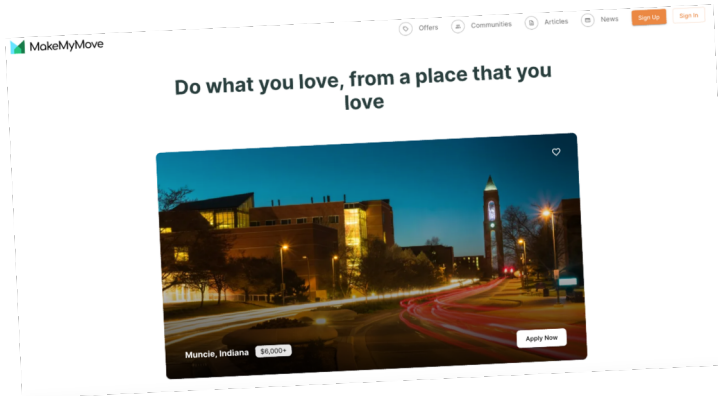 MakeMyMove
Offers
Communities
Articles
News
Sign Up
Sign In
Do what you love, from a place that you
love
Muncie, Indiana
$6,000+
Apply Now